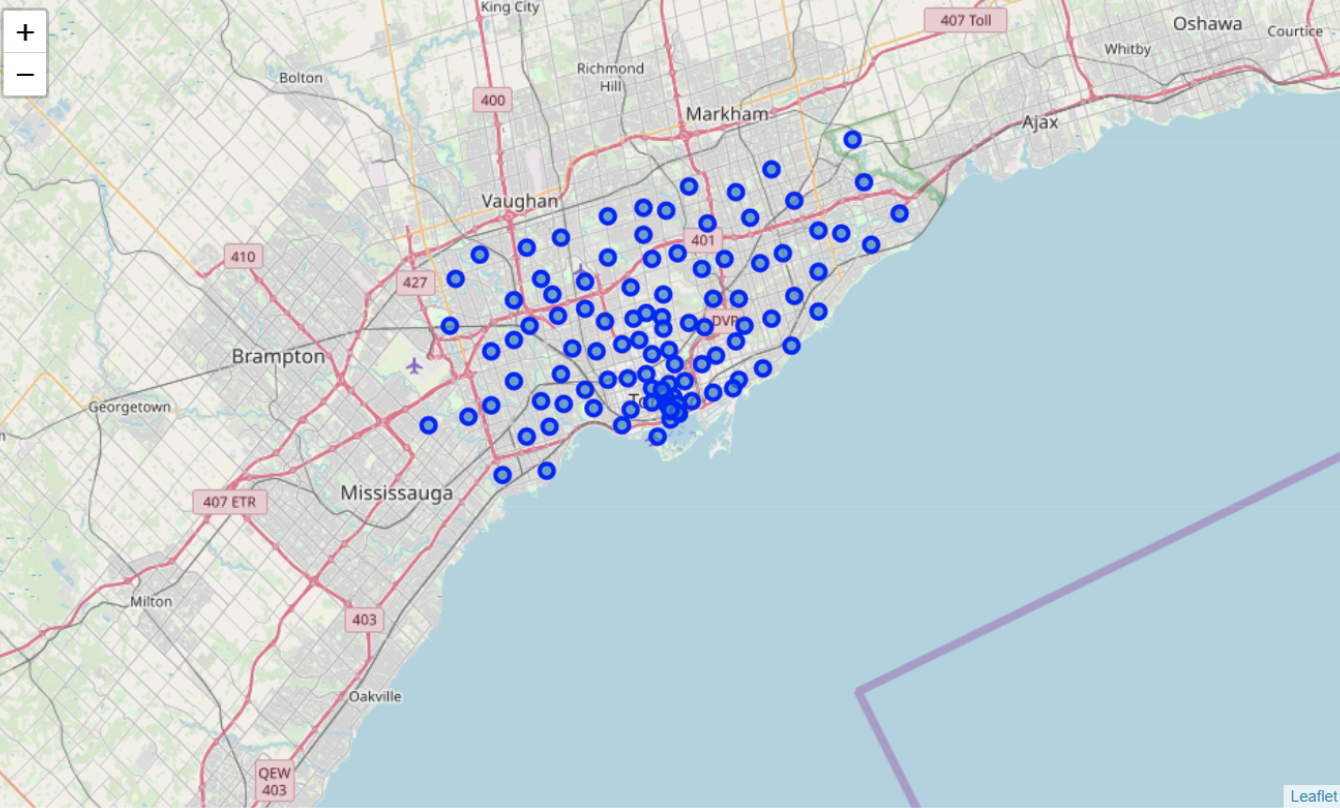 +
−
King City
407 Toll
Oshawa
Courtice
Whitby
Bolton
Richmond
Hill
400
Markham
Ajax
Vaughan
401
410
427
DVP
Brampton
Georgetown
Mississauga
407 ETR
Milton
403
Oakville
QEW
403
Leaflet